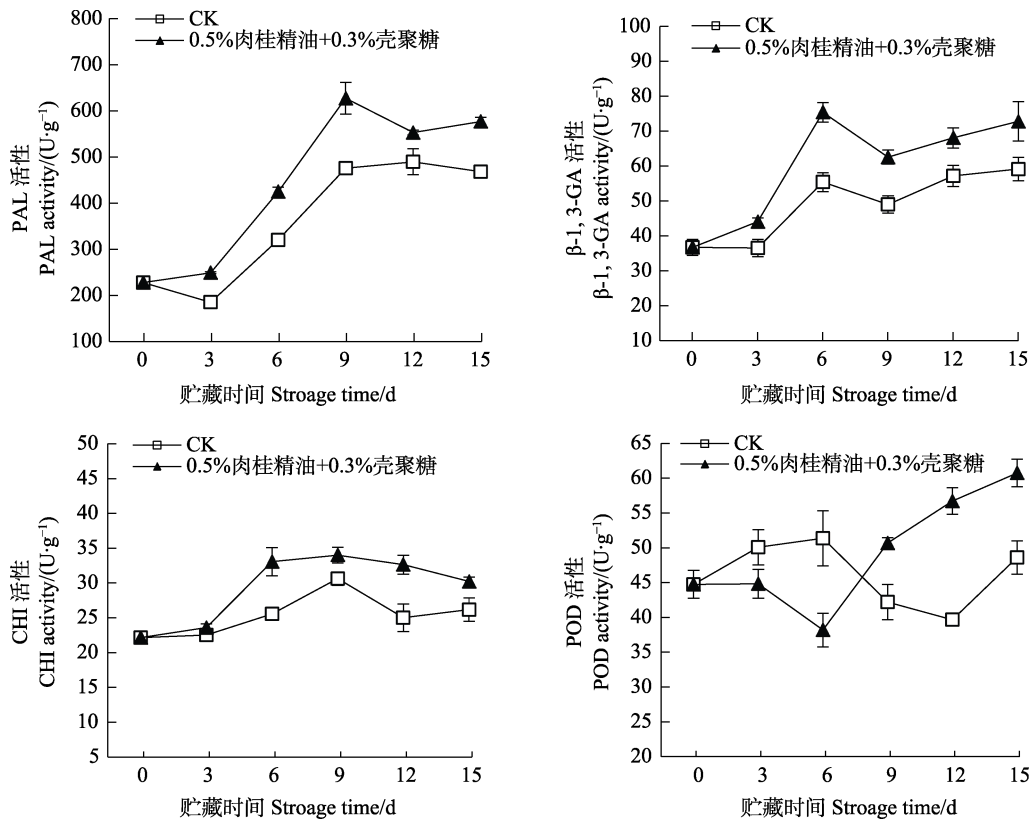 CK
0.5%肉桂精油+0.3%壳聚糖
800
700
600
500
400
300
200
100
PAL 活性
PAL activity/(U·g⁻¹)
0 3 6 9 12 15
贮藏时间 Stroage time/d
CK
0.5%肉桂精油+0.3%壳聚糖
100
90
80
70
60
50
40
30
20
10
β-1, 3-GA 活性
β-1, 3-GA activity/(U·g⁻¹)
0 3 6 9 12 15
贮藏时间 Stroage time/d
CK
0.5%肉桂精油+0.3%壳聚糖
50
45
40
35
30
25
20
15
10
5
CHI 活性
CHI activity/(U·g⁻¹)
0 3 6 9 12 15
贮藏时间 Stroage time/d
CK
0.5%肉桂精油+0.3%壳聚糖
65
60
55
50
45
40
35
30
25
20
POD 活性
POD activity/(U·g⁻¹)
0 3 6 9 12 15
贮藏时间 Stroage time/d